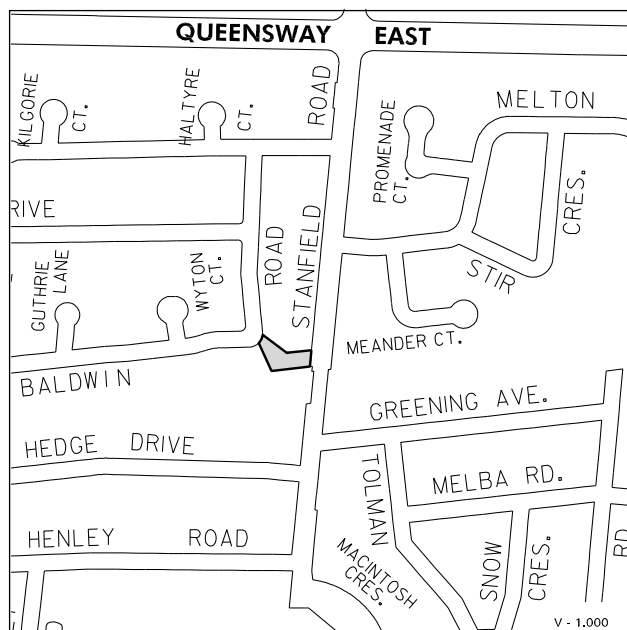 QUEENSWAY EAST
KILGORIE
CT.
HALTYRE
CT.
ROAD
PROMENADE
CT.
MELTON
CRES.
RIVE
ROAD
STANFIELD
STIR
GUTHRIE
LANE
WYTON
CT.
MEANDER CT.
BALDWIN
GREENING AVE.
HEDGE DRIVE
TOLMAN
MELBA RD.
HENLEY ROAD
MACINTOSH
CRES.
SNOW
CRES.
RD
V - 1.000